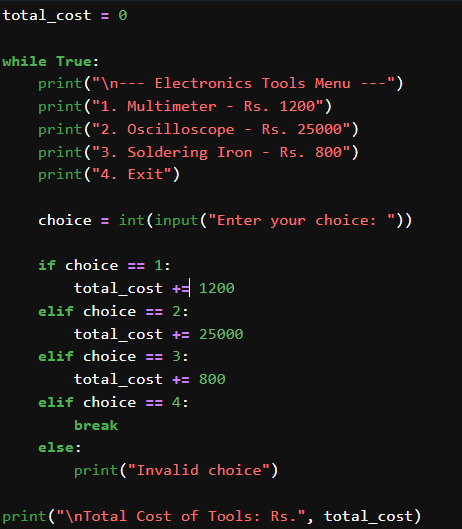 total_cost = 0
while True:
    print("\n--- Electronics Tools Menu ---")
    print("1. Multimeter - Rs. 1200")
    print("2. Oscilloscope - Rs. 25000")
    print("3. Soldering Iron - Rs. 800")
    print("4. Exit")
    choice = int(input("Enter your choice: "))
    if choice == 1:
        total_cost += 1200
    elif choice == 2:
        total_cost += 25000
    elif choice == 3:
        total_cost += 800
    elif choice == 4:
        break
    else:
        print("Invalid choice")
print("\nTotal Cost of Tools: Rs.", total_cost)